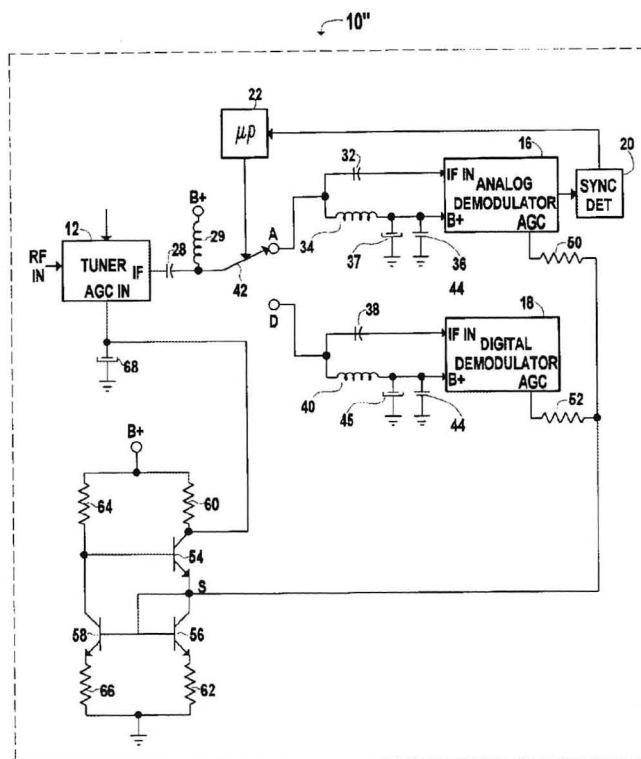 10"
22
μp
20
SYNC
DET
32
16
IF IN
ANALOG
DEMODULATOR
B+
AGC
B+
29
A
34
37
36
50
12
RF
IN
TUNER
IF
AGC IN
28
42
44
D
38
18
IF IN
DIGITAL
DEMODULATOR
B+
AGC
40
45
44
52
68
B+
64
60
54
S
58
56
66
62